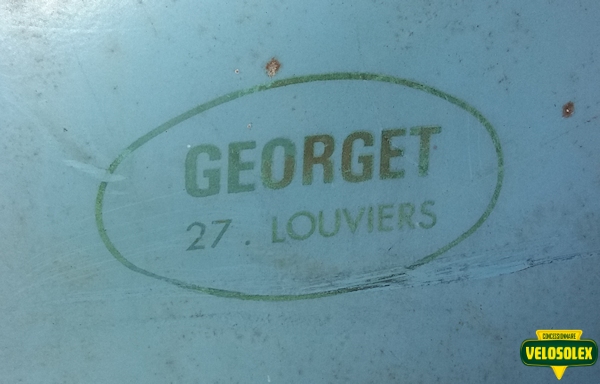 GEORGET
27. LOUVIERS
CONCESSIONNAIRE
VELOSOLEX